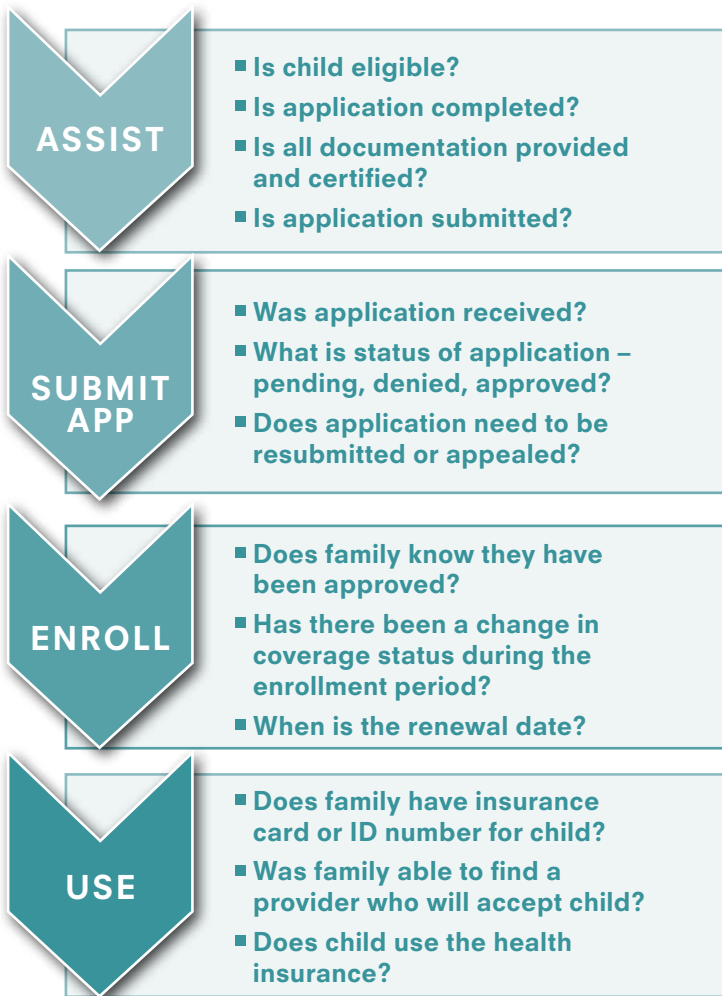 ASSIST
■ Is child eligible?
■ Is application completed?
■ Is all documentation provided
and certified?
■ Is application submitted?
SUBMIT
APP
■ Was application received?
■ What is status of application –
pending, denied, approved?
■ Does application need to be
resubmitted or appealed?
ENROLL
■ Does family know they have
been approved?
■ Has there been a change in
coverage status during the
enrollment period?
■ When is the renewal date?
USE
■ Does family have insurance
card or ID number for child?
■ Was family able to find a
provider who will accept child?
■ Does child use the health
insurance?